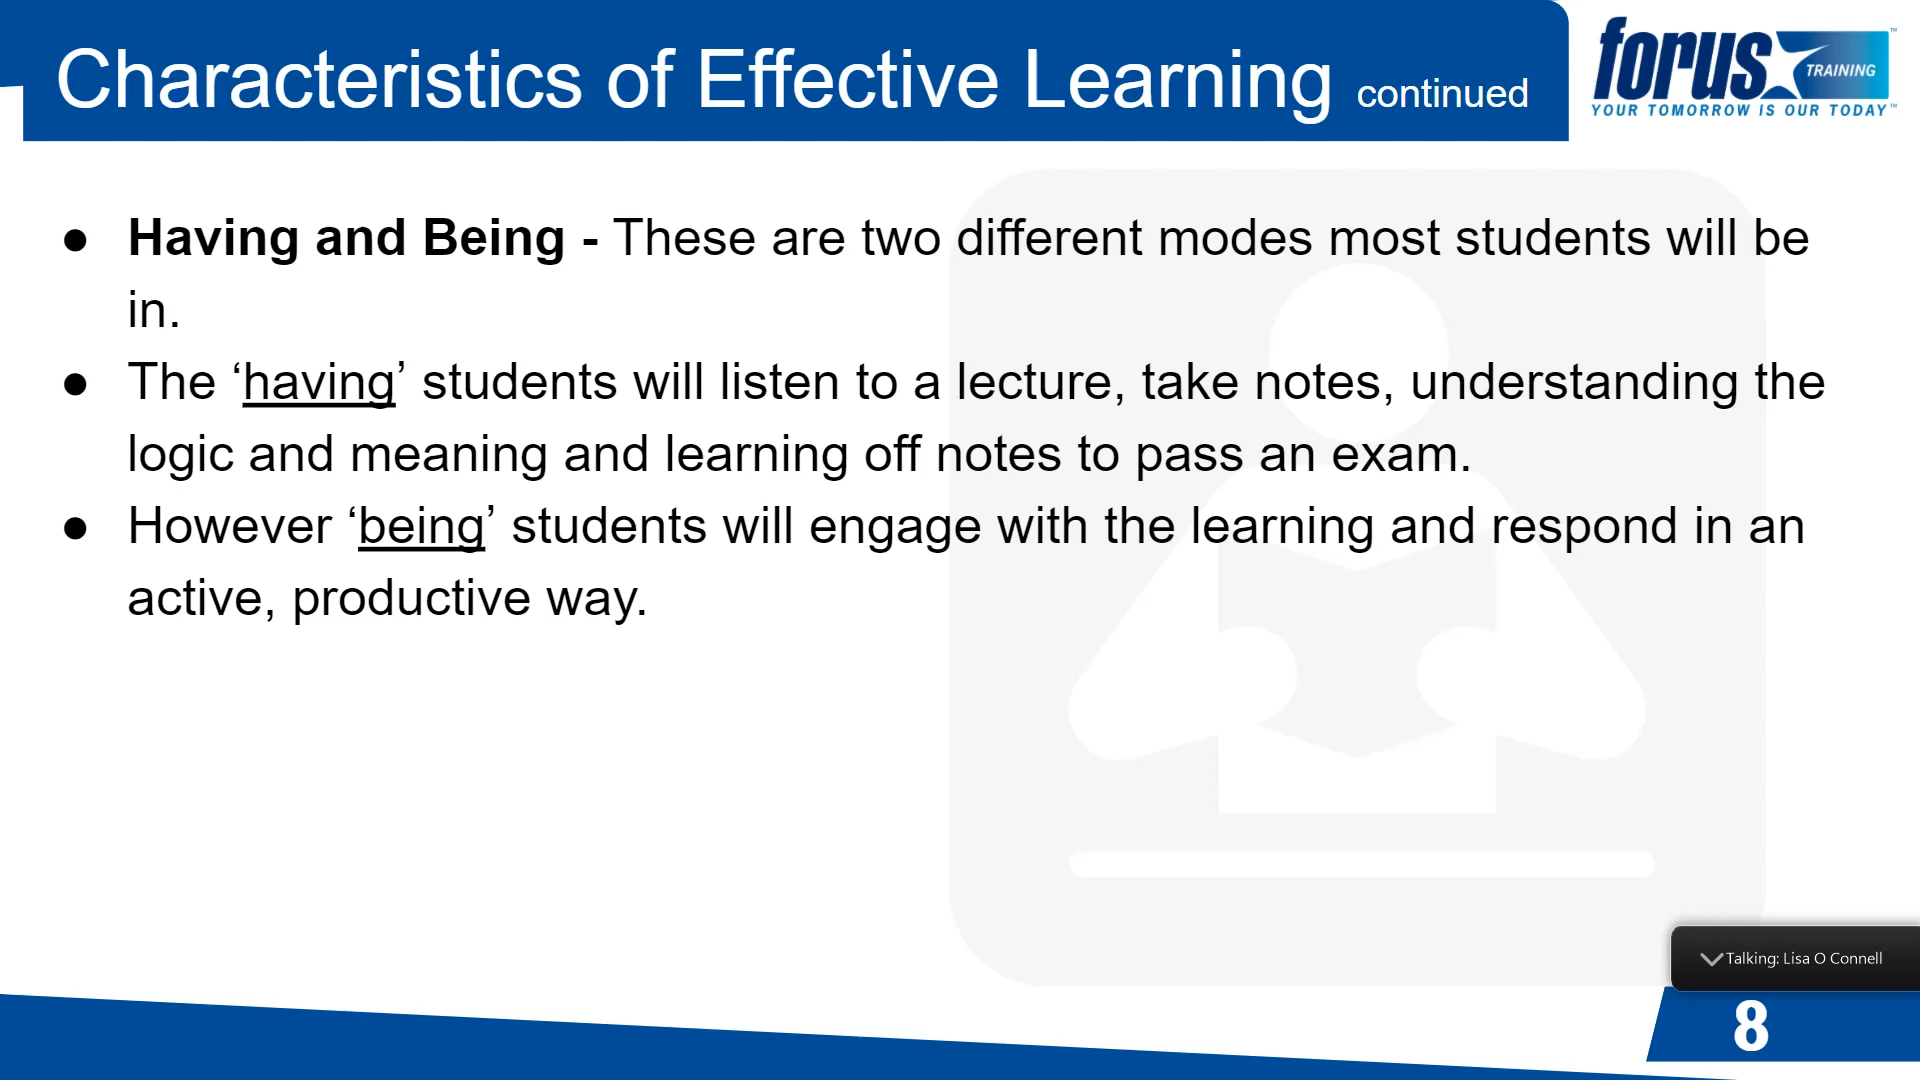 Characteristics of Effective Learning continued
forus TRAINING™
YOUR TOMORROW IS OUR TODAY™
● Having and Being - These are two different modes most students will be
in.
● The ‘having’ students will listen to a lecture, take notes, understanding the
logic and meaning and learning off notes to pass an exam.
● However ‘being’ students will engage with the learning and respond in an
active, productive way.
Talking: Lisa O Connell
8